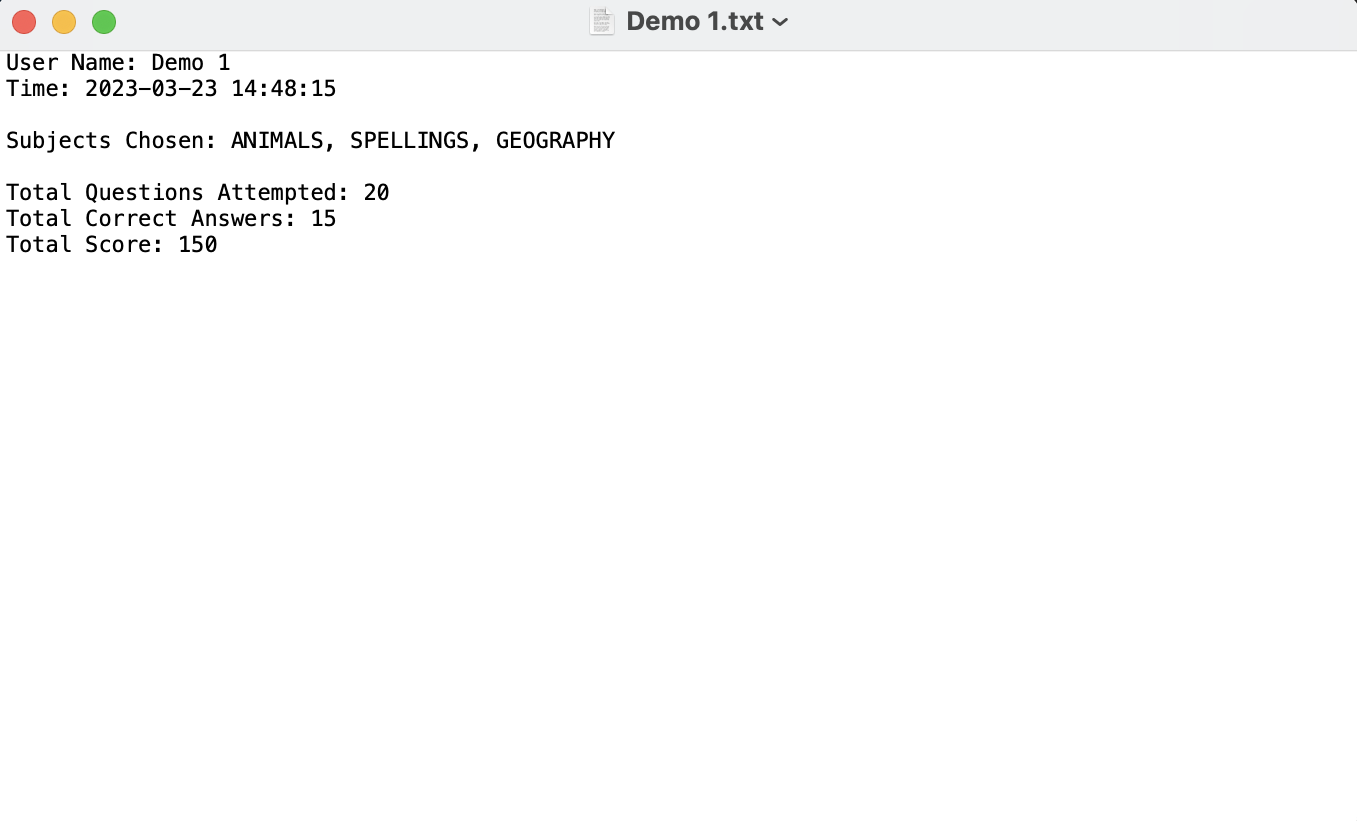 Demo 1.txt
User Name: Demo 1
Time: 2023-03-23 14:48:15
Subjects Chosen: ANIMALS, SPELLINGS, GEOGRAPHY
Total Questions Attempted: 20
Total Correct Answers: 15
Total Score: 150